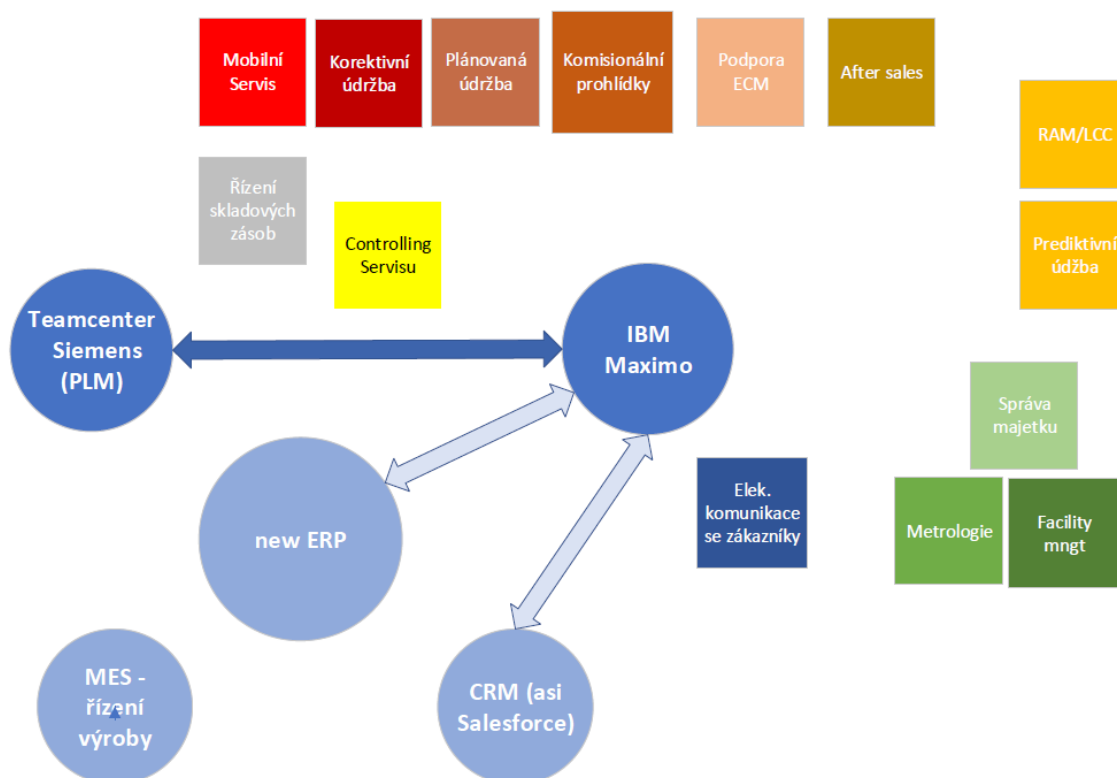 Mobilní
Servis
Korektivní
údržba
Plánovaná
údržba
Komisionální
prohlídky
Podpora
ECM
After sales
RAM/LCC
Řízení
skladových
zásob
Controlling
Servisu
Prediktivní
údžba
Teamcenter
Siemens
(PLM)
IBM
Maximo
Správa
majetku
Elek.
komunikace
se zákazníky
Metrologie
Facility
mngt
new ERP
MES -
řízení
výroby
CRM (asi
Salesforce)